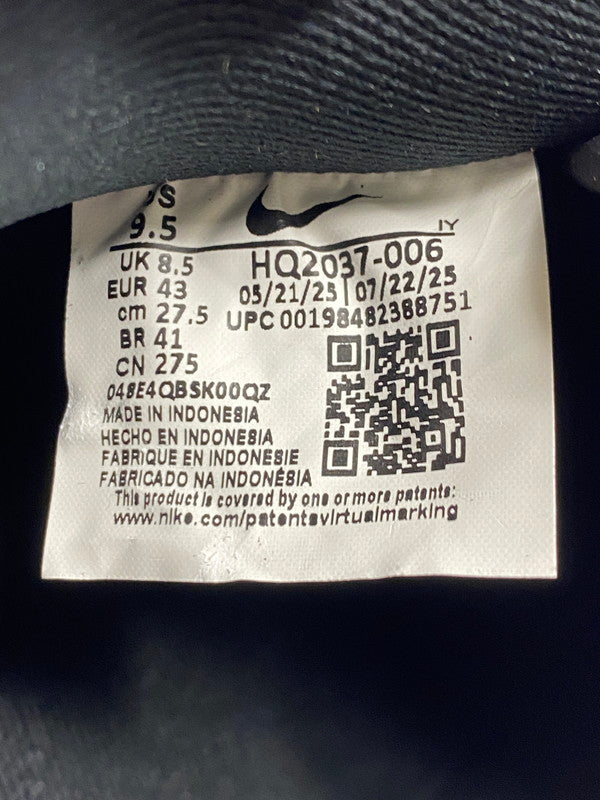 9.5
IY
UK 8.5
EUR 43
cm 27.5
BR 41
CN 275
HQ2037-006
05/21/25 | 07/22/25
UPC 00198482388751
048E4QBSK00QZ
MADE IN INDONESIA
HECHO EN INDONESIA
FABRIQUE EN INDONESIE
FABRICADO NA INDONÉSIA
This product is covered by one or more patents:
www.nike.com/patentsvirtualmarking